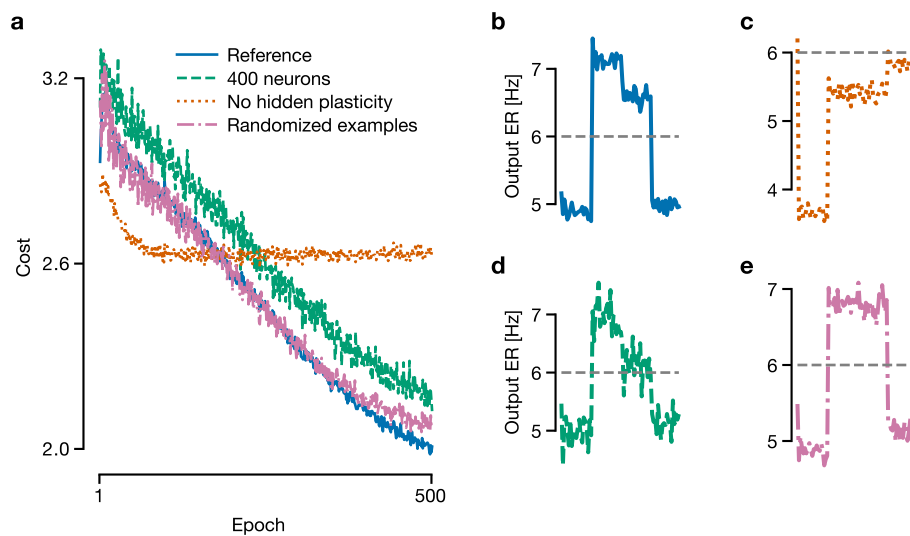 a
3.2
2.6
2.0
Cost
1
500
Epoch
Reference
400 neurons
No hidden plasticity
Randomized examples
b
7
6
5
Output ER [Hz]
c
6
5
4
d
7
6
5
Output ER [Hz]
e
7
6
5